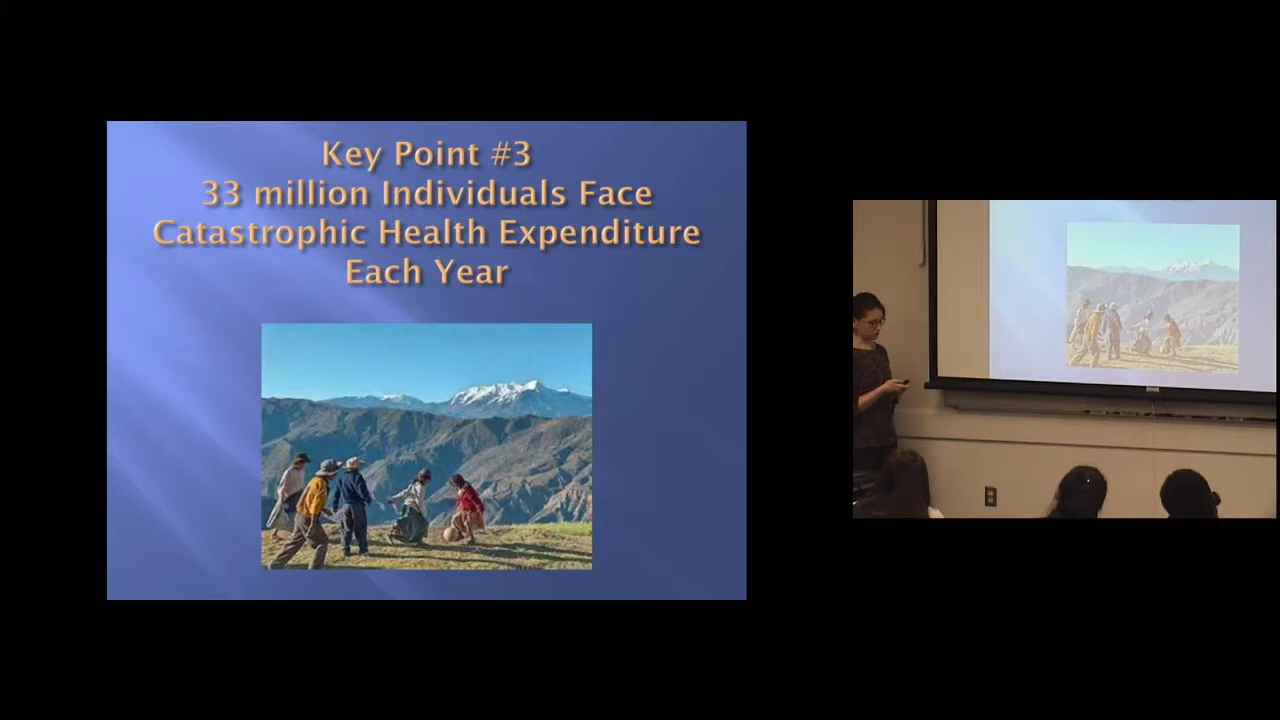 Key Point #3
33 million Individuals Face
Catastrophic Health Expenditure
Each Year